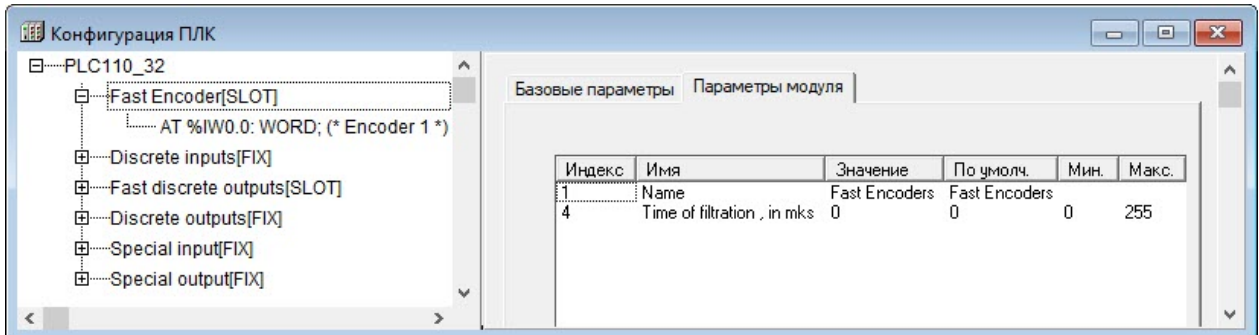 Конфигурация ПЛК
PLC110_32
Fast Encoder[SLOT]
AT %IW0.0: WORD; (* Encoder 1 *)
Discrete inputs[FIX]
Fast discrete outputs[SLOT]
Discrete outputs[FIX]
Special input[FIX]
Special output[FIX]
Базовые параметры Параметры модуля
Индекс Имя Значение По умолч. Мин. Макс.
1 Name Fast Encoders Fast Encoders
4 Time of filtration , in mks 0 0 0 255